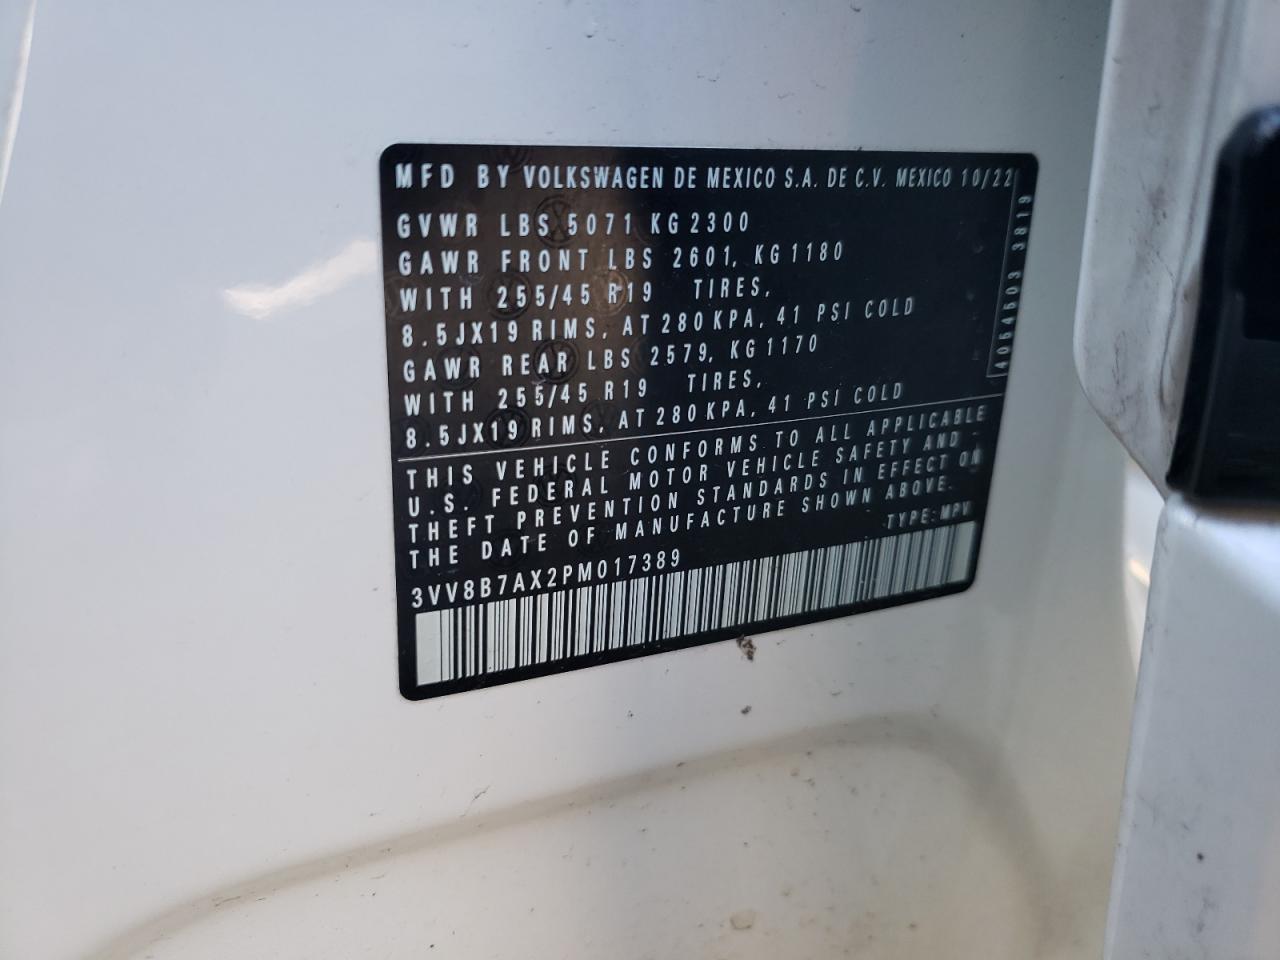 MFD BY VOLKSWAGEN DE MEXICO S.A. DE C.V. MEXICO 10/22
GVWR LBS 5071 KG 2300
GAWR FRONT LBS 2601, KG 1180
WITH 255/45 R19 TIRES,
8.5JX19 RIMS, AT 280 KPA, 41 PSI COLD
GAWR REAR LBS 2579, KG 1170
WITH 255/45 R19 TIRES,
8.5JX19 RIMS, AT 280 KPA, 41 PSI COLD
4054503 3819
THIS VEHICLE CONFORMS TO ALL APPLICABLE
U.S. FEDERAL MOTOR VEHICLE SAFETY AND
THEFT PREVENTION STANDARDS IN EFFECT ON
THE DATE OF MANUFACTURE SHOWN ABOVE.
TYPE: MPV
3VV8B7AX2PM017389